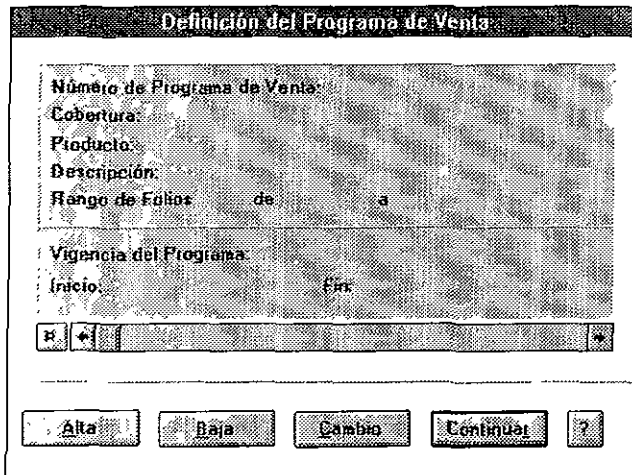 Definición del Programa de Venta
Número de Programa de Venta:
Cobertura:
Producto:
Descripción:
Rango de Folios de a
Vigencia del Programa:
Inicio: Fin:
Alta Baja Cambio Continuar ?